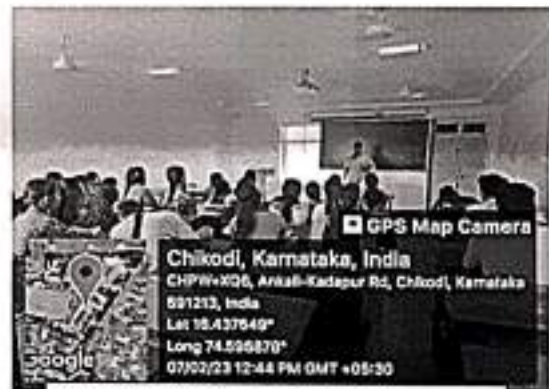 GPS Map Camera
Chikodi, Karnataka, India
CHPW+XQ6, Ankali-Kadapur Rd, Chikodi, Karnataka
591213, India
Lat 16.437649°
Long 74.596878°
07/02/23 12:44 PM GMT +05:30
Google